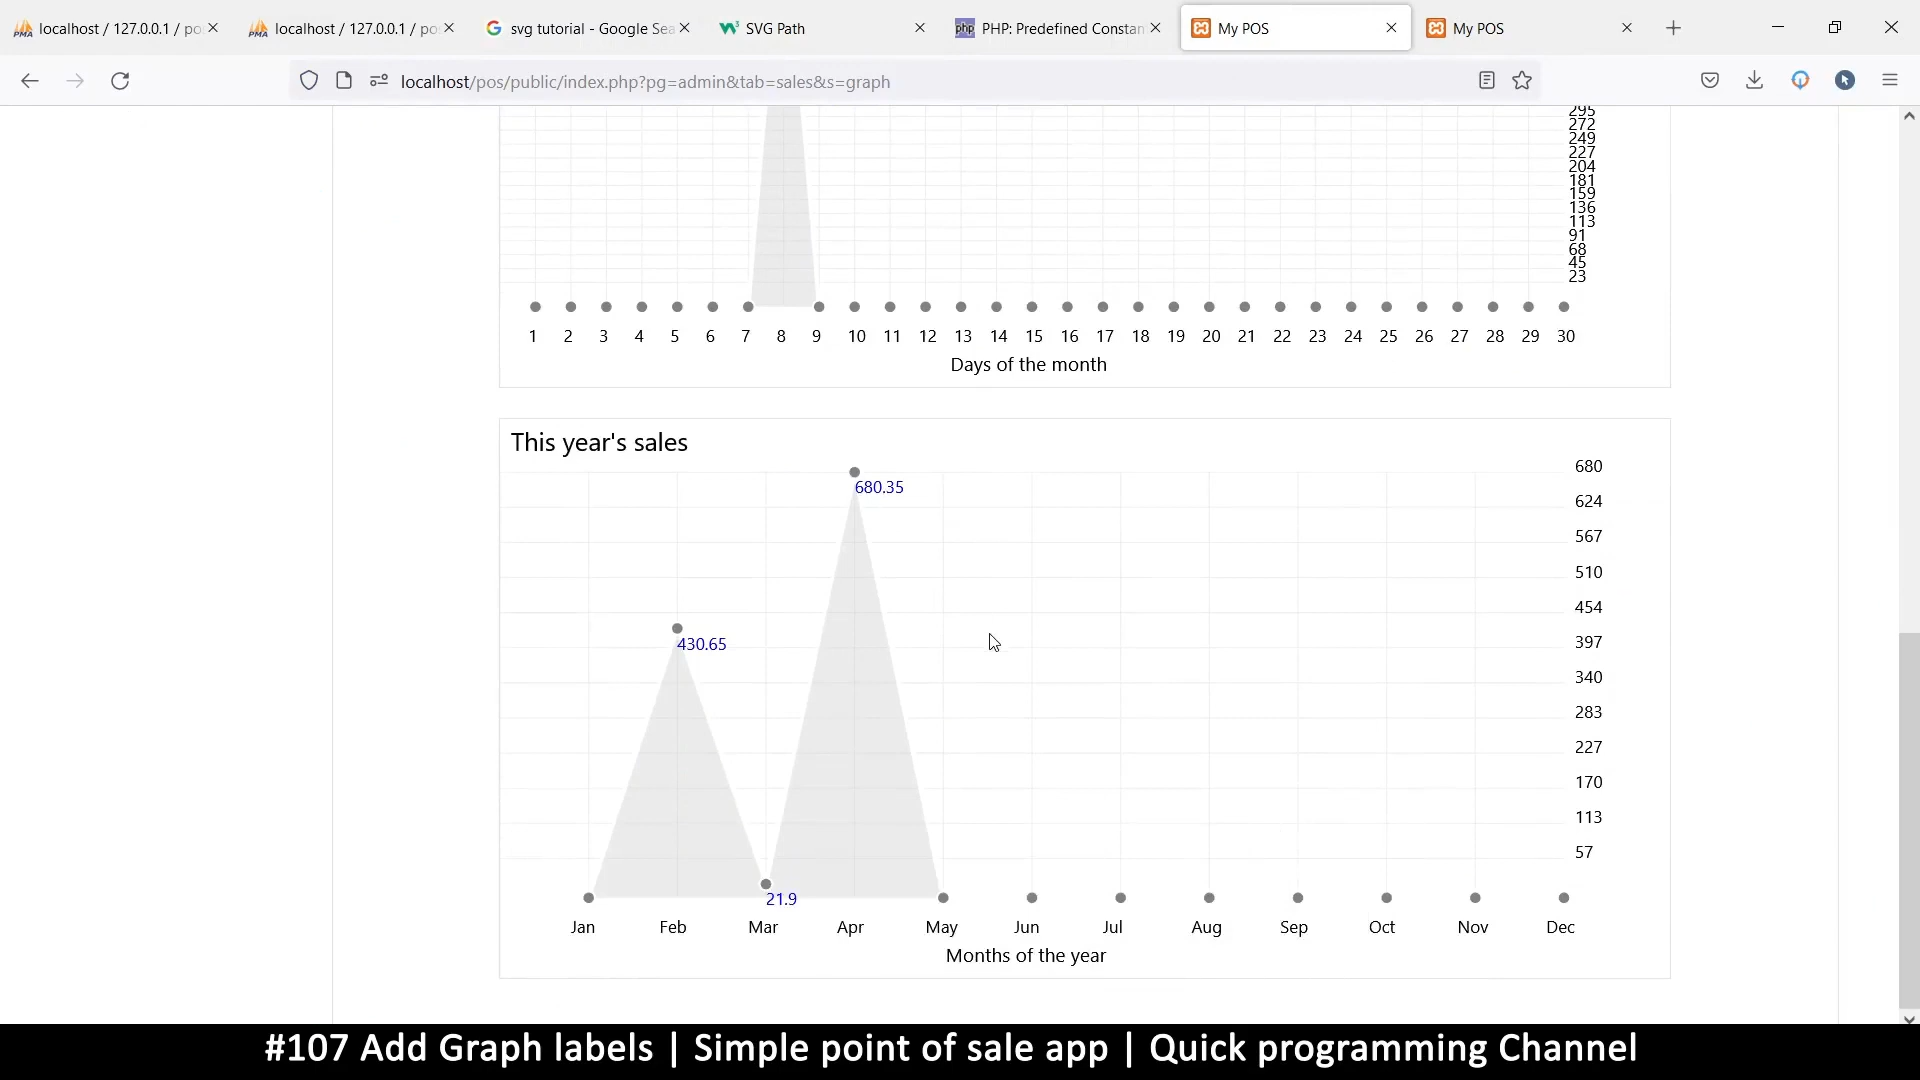 localhost / 127.0.0.1 / po
localhost / 127.0.0.1 / po
svg tutorial - Google Sea
SVG Path
PHP: Predefined Constan
My POS
My POS
localhost/pos/public/index.php?pg=admin&tab=sales&s=graph
295
272
249
227
204
181
159
136
113
91
68
45
23
1 2 3 4 5 6 7 8 9 10 11 12 13 14 15 16 17 18 19 20 21 22 23 24 25 26 27 28 29 30
Days of the month
This year's sales
680
680.35
624
567
510
454
430.65
397
340
283
227
170
113
57
21.9
Jan Feb Mar Apr May Jun Jul Aug Sep Oct Nov Dec
Months of the year
#107 Add Graph labels | Simple point of sale app | Quick programming Channel